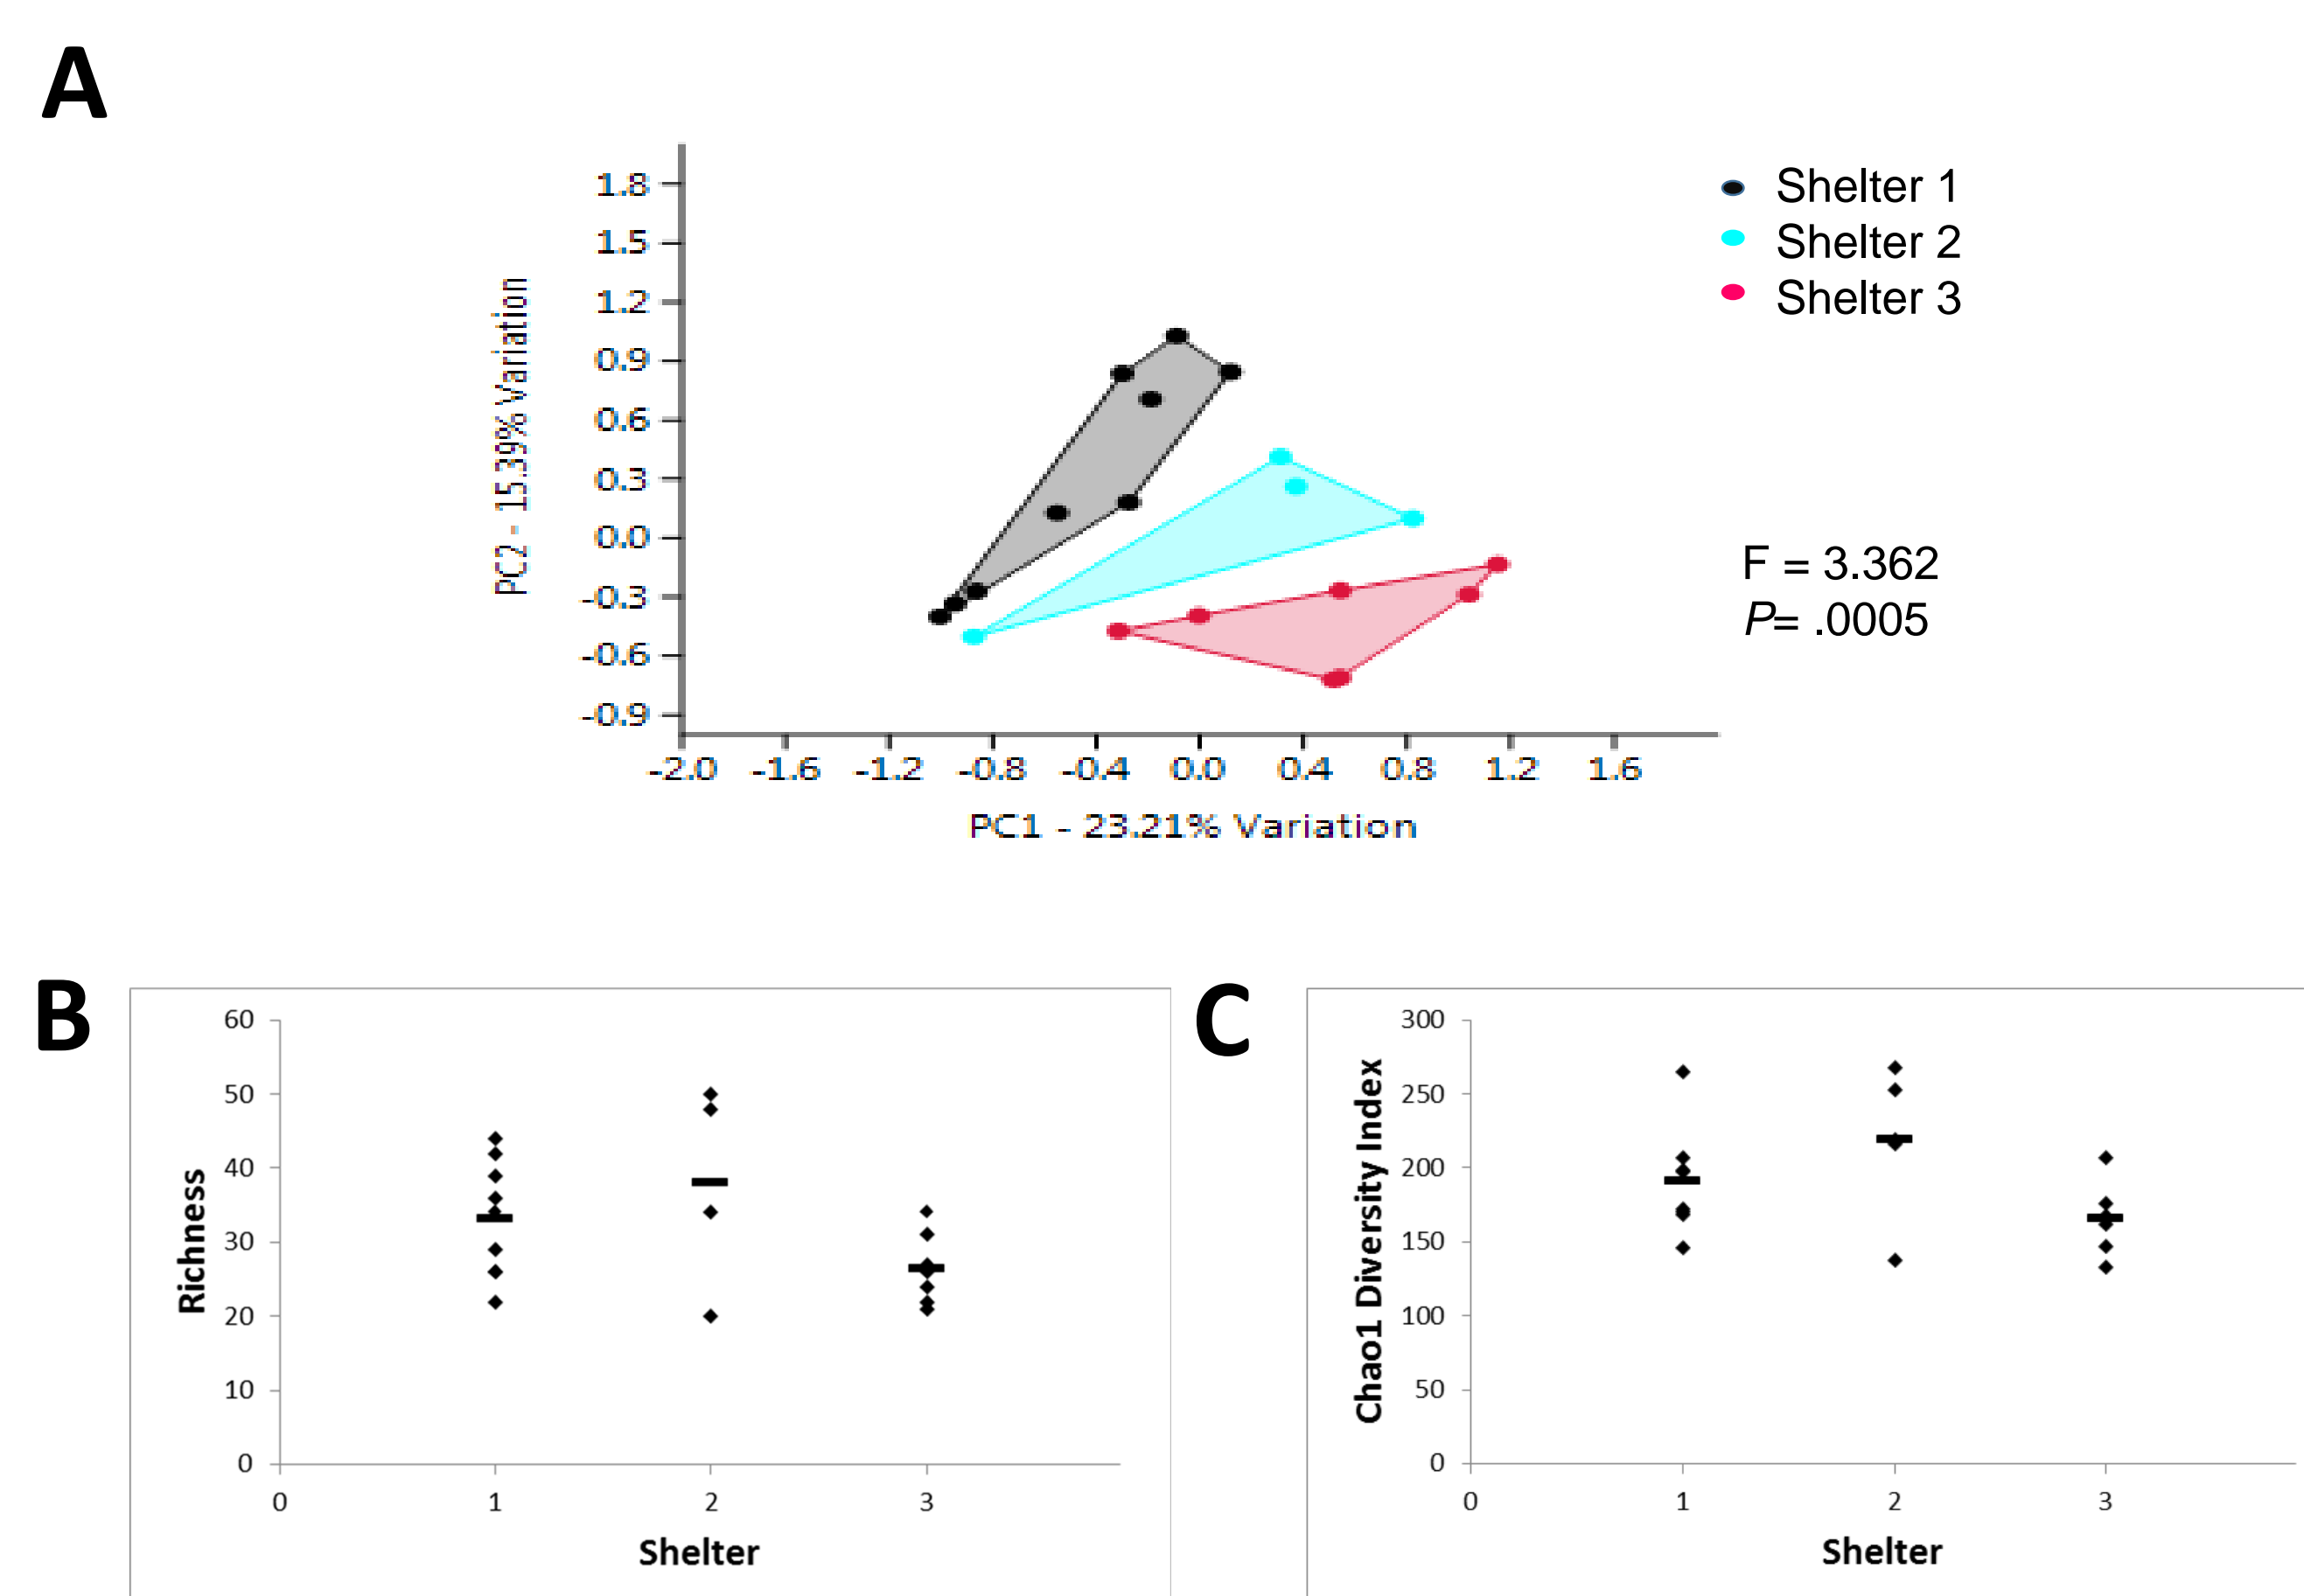 A
1.8
1.5
1.2
0.9
0.6
0.3
0.0
-0.3
-0.6
-0.9
PC2 - 15.39% Variation
-2.0 -1.6 -1.2 -0.8 -0.4 0.0 0.4 0.8 1.2 1.6
PC1 - 23.21% Variation
Shelter 1
Shelter 2
Shelter 3
F = 3.362
P= .0005
B
60
50
40
30
20
10
0
Richness
0 1 2 3
Shelter
C
300
250
200
150
100
50
0
Chao1 Diversity Index
0 1 2 3
Shelter